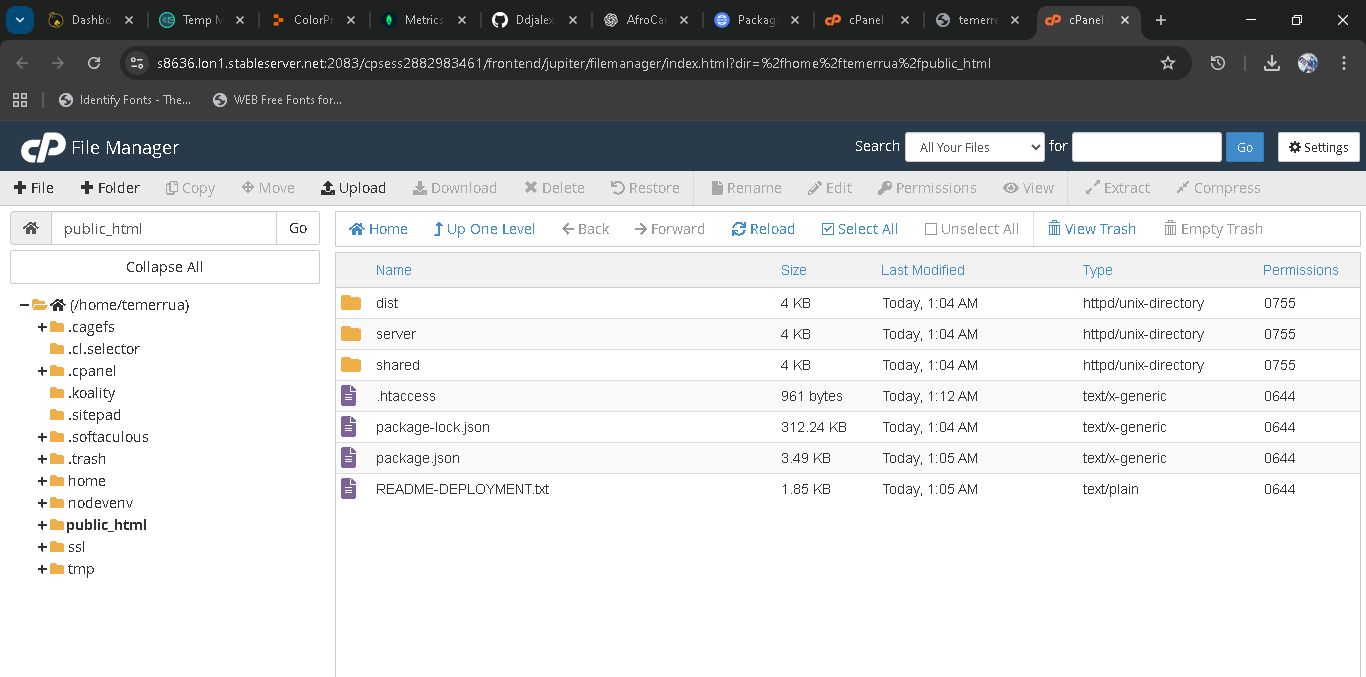 Dashbo
Temp M
ColorPr
Metrics
Ddjalex
AfroCar
Package
cPanel
temerre
cPanel
s8636.lon1.stableserver.net:2083/cpsess2882983461/frontend/jupiter/filemanager/index.html?dir=%2fhome%2ftemerrua%2fpublic_html
Identify Fonts - The... WEB Free Fonts for...
cP File Manager Search All Your Files for Go Settings
File Folder Copy Move Upload Download Delete Restore Rename Edit Permissions View Extract Compress
public_html Go
Home Up One Level Back Forward Reload Select All Unselect All View Trash Empty Trash
Collapse All
(/home/temerrua)
.cagefs
.cl.selector
.cpanel
.koality
.sitepad
.softaculous
.trash
home
nodevenv
public_html
ssl
tmp
Name Size Last Modified Type Permissions
dist 4 KB Today, 1:04 AM httpd/unix-directory 0755
server 4 KB Today, 1:04 AM httpd/unix-directory 0755
shared 4 KB Today, 1:04 AM httpd/unix-directory 0755
.htaccess 961 bytes Today, 1:12 AM text/x-generic 0644
package-lock.json 312.24 KB Today, 1:04 AM text/x-generic 0644
package.json 3.49 KB Today, 1:05 AM text/x-generic 0644
README-DEPLOYMENT.txt 1.85 KB Today, 1:05 AM text/plain 0644